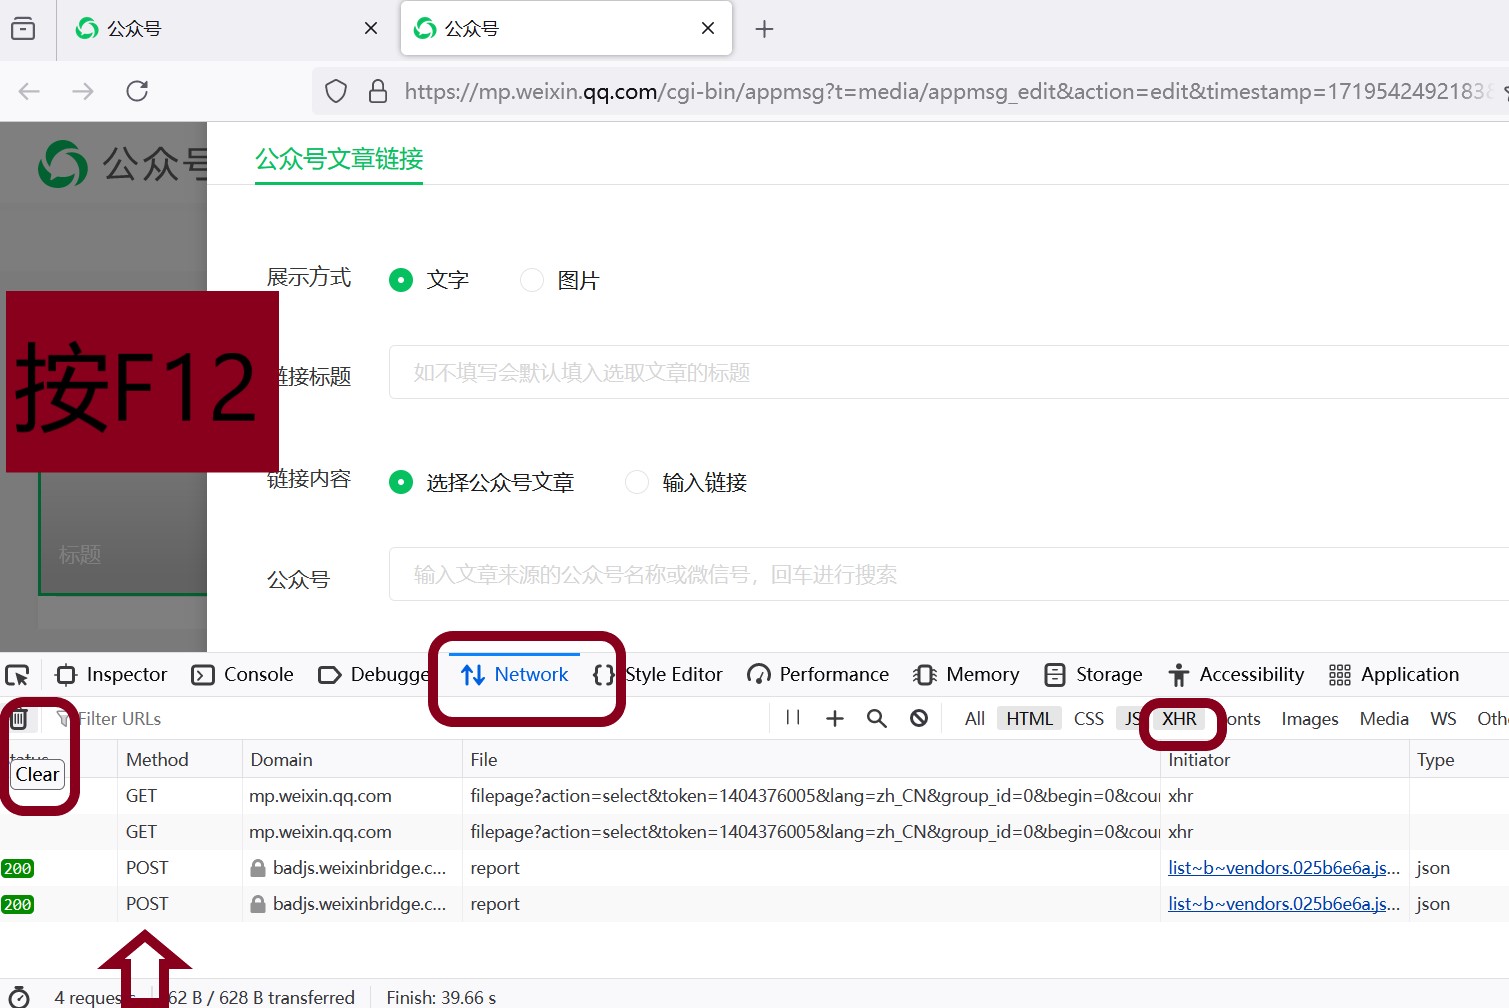 公众号
公众号
https://mp.weixin.qq.com/cgi-bin/appmsg?t=media/appmsg_edit&action=edit&timestamp=1719542492183
公众号
公众号文章链接
展示方式
文字
图片
按F12
链接标题
如不填写会默认填入选取文章的标题
链接内容
选择公众号文章
输入链接
标题
公众号
输入文章来源的公众号名称或微信号，回车进行搜索
Inspector
Console
Debugge
Network
Style Editor
Performance
Memory
Storage
Accessibility
Application
Filter URLs
All
HTML
CSS
JS
XHR
onts
Images
Media
WS
Oth
Clear
Method
Domain
File
Initiator
Type
GET mp.weixin.qq.com filepage?action=select&token=1404376005&lang=zh_CN&group_id=0&begin=0&cou xhr
GET mp.weixin.qq.com filepage?action=select&token=1404376005&lang=zh_CN&group_id=0&begin=0&cou xhr
200 POST badjs.weixinbridge.c... report list~b~vendors.025b6e6a.js... json
200 POST badjs.weixinbridge.c... report list~b~vendors.025b6e6a.js... json
4 requests
62 B / 628 B transferred
Finish: 39.66 s